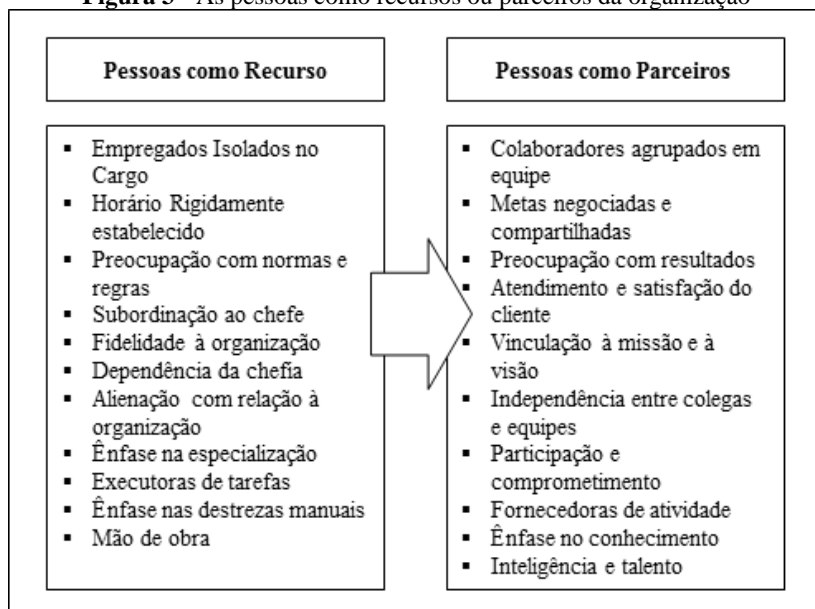 Figura 3 - As pessoas como recursos ou parceiros da organização
Pessoas como Recurso
▪ Empregados Isolados no
Cargo
▪ Horário Rigidamente
estabelecido
▪ Preocupação com normas e
regras
▪ Subordinação ao chefe
▪ Fidelidade à organização
▪ Dependência da chefia
▪ Alienação com relação à
organização
▪ Ênfase na especialização
▪ Executoras de tarefas
▪ Ênfase nas destrezas manuais
▪ Mão de obra
Pessoas como Parceiros
▪ Colaboradores agrupados em
equipe
▪ Metas negociadas e
compartilhadas
▪ Preocupação com resultados
▪ Atendimento e satisfação do
cliente
▪ Vinculação à missão e à
visão
▪ Independência entre colegas
e equipes
▪ Participação e
comprometimento
▪ Fornecedoras de atividade
▪ Ênfase no conhecimento
▪ Inteligência e talento